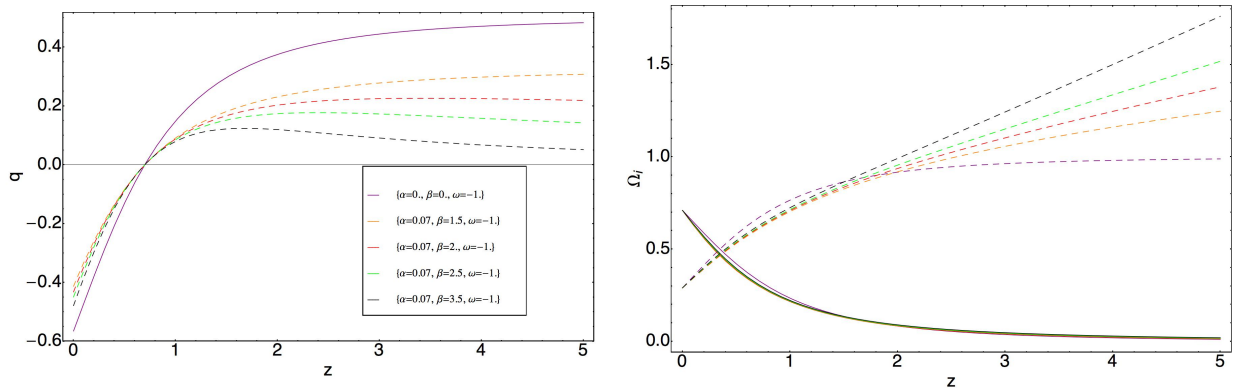 0.4
0.2
0.0
−0.2
−0.4
−0.6
q
0 1 2 3 4 5
z
{α=0., β=0., ω=−1.}
{α=0.07, β=1.5, ω=−1.}
{α=0.07, β=2., ω=−1.}
{α=0.07, β=2.5, ω=−1.}
{α=0.07, β=3.5, ω=−1.}
1.5
1.0
0.5
0.0
Ωi
0 1 2 3 4 5
z